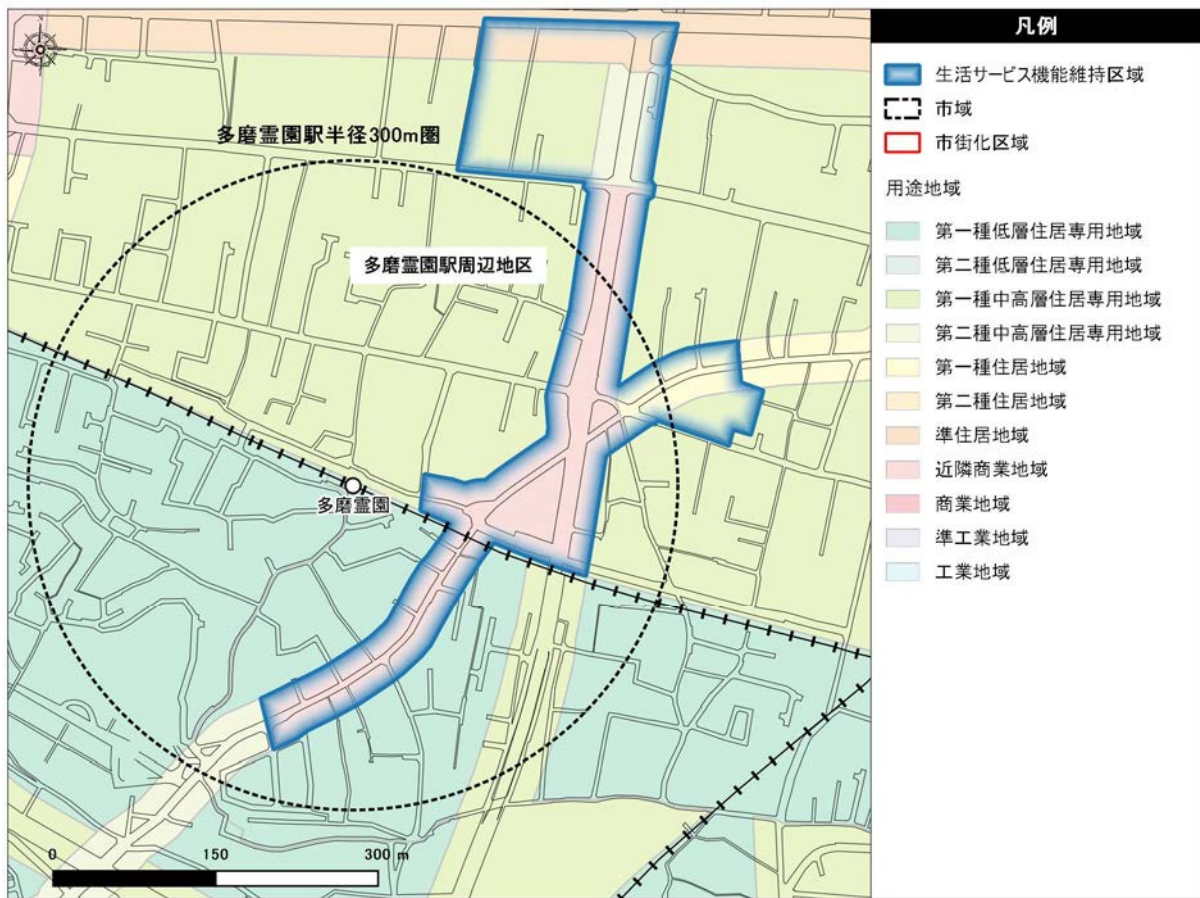 多磨霊園駅半径300m圏
多磨霊園駅周辺地区
多磨霊園
0 150 300 m
凡例
生活サービス機能維持区域
市域
市街化区域
用途地域
第一種低層住居専用地域
第二種低層住居専用地域
第一種中高層住居専用地域
第二種中高層住居専用地域
第一種住居地域
第二種住居地域
準住居地域
近隣商業地域
商業地域
準工業地域
工業地域